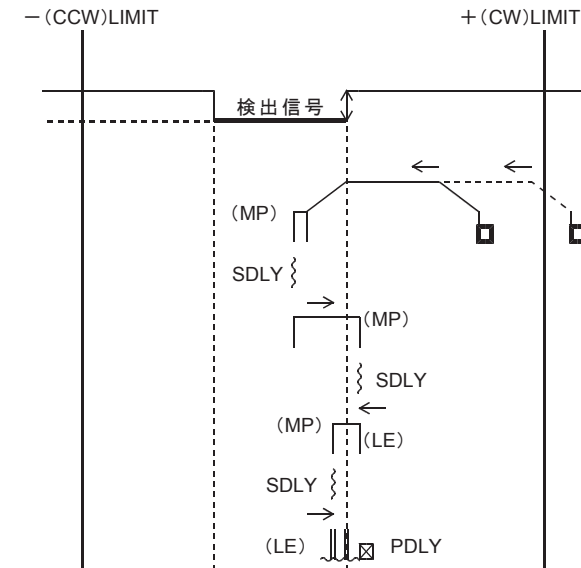 －(CCW)LIMIT
＋(CW)LIMIT
検出信号
(MP)
SDLY
(MP)
SDLY
(MP)
(LE)
SDLY
(LE)
PDLY